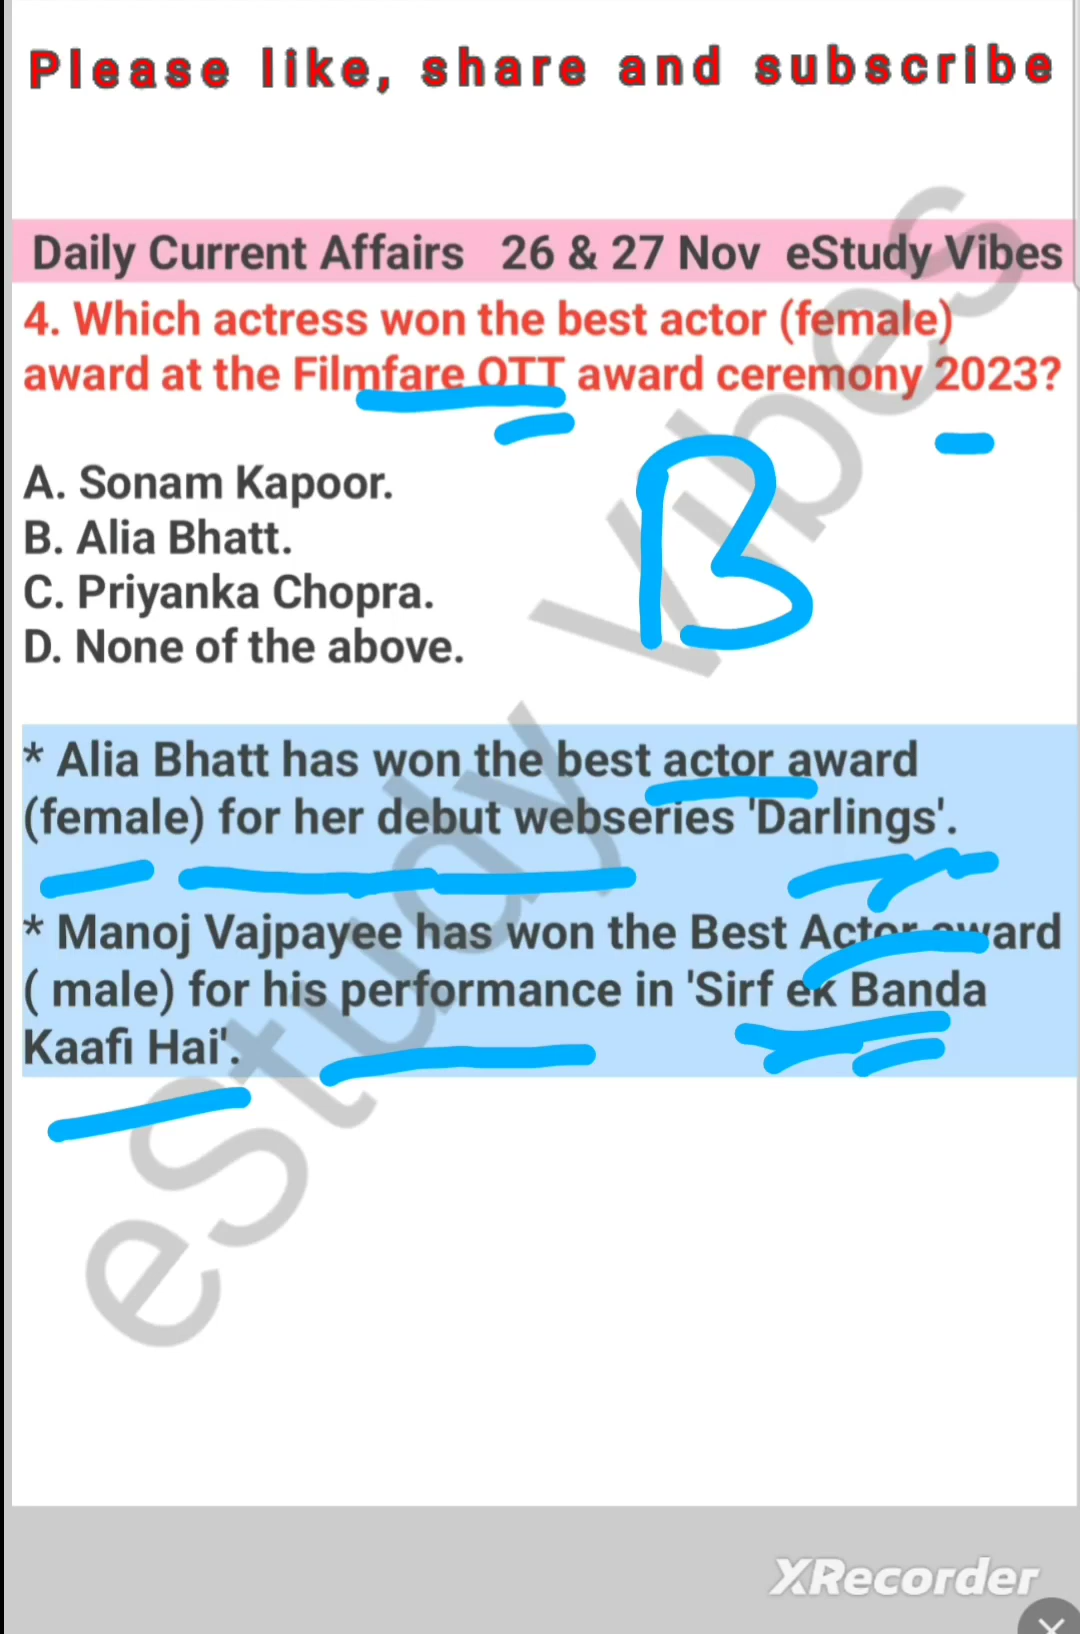 Please like, share and subscribe
Daily Current Affairs 26 & 27 Nov eStudy Vibes
4. Which actress won the best actor (female)
award at the Filmfare OTT award ceremony 2023?
A. Sonam Kapoor.
B. Alia Bhatt.
C. Priyanka Chopra.
D. None of the above.
B
* Alia Bhatt has won the best actor award
(female) for her debut webseries 'Darlings'.
* Manoj Vajpayee has won the Best Actor award
( male) for his performance in 'Sirf ek Banda
Kaafi Hai'.
eStudy Vibes
XRecorder